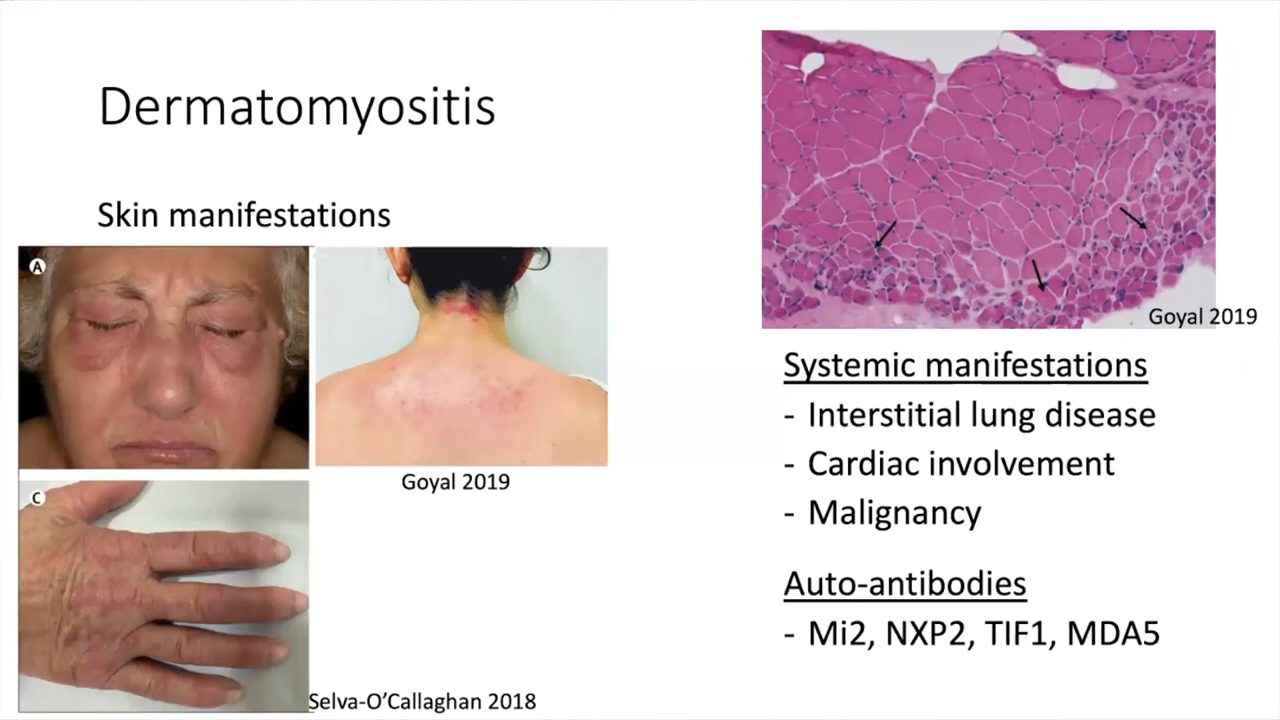 Dermatomyositis
Skin manifestations
A
Goyal 2019
C
Selva-O’Callaghan 2018
Goyal 2019
Systemic manifestations
- Interstitial lung disease
- Cardiac involvement
- Malignancy
Auto-antibodies
- Mi2, NXP2, TIF1, MDA5